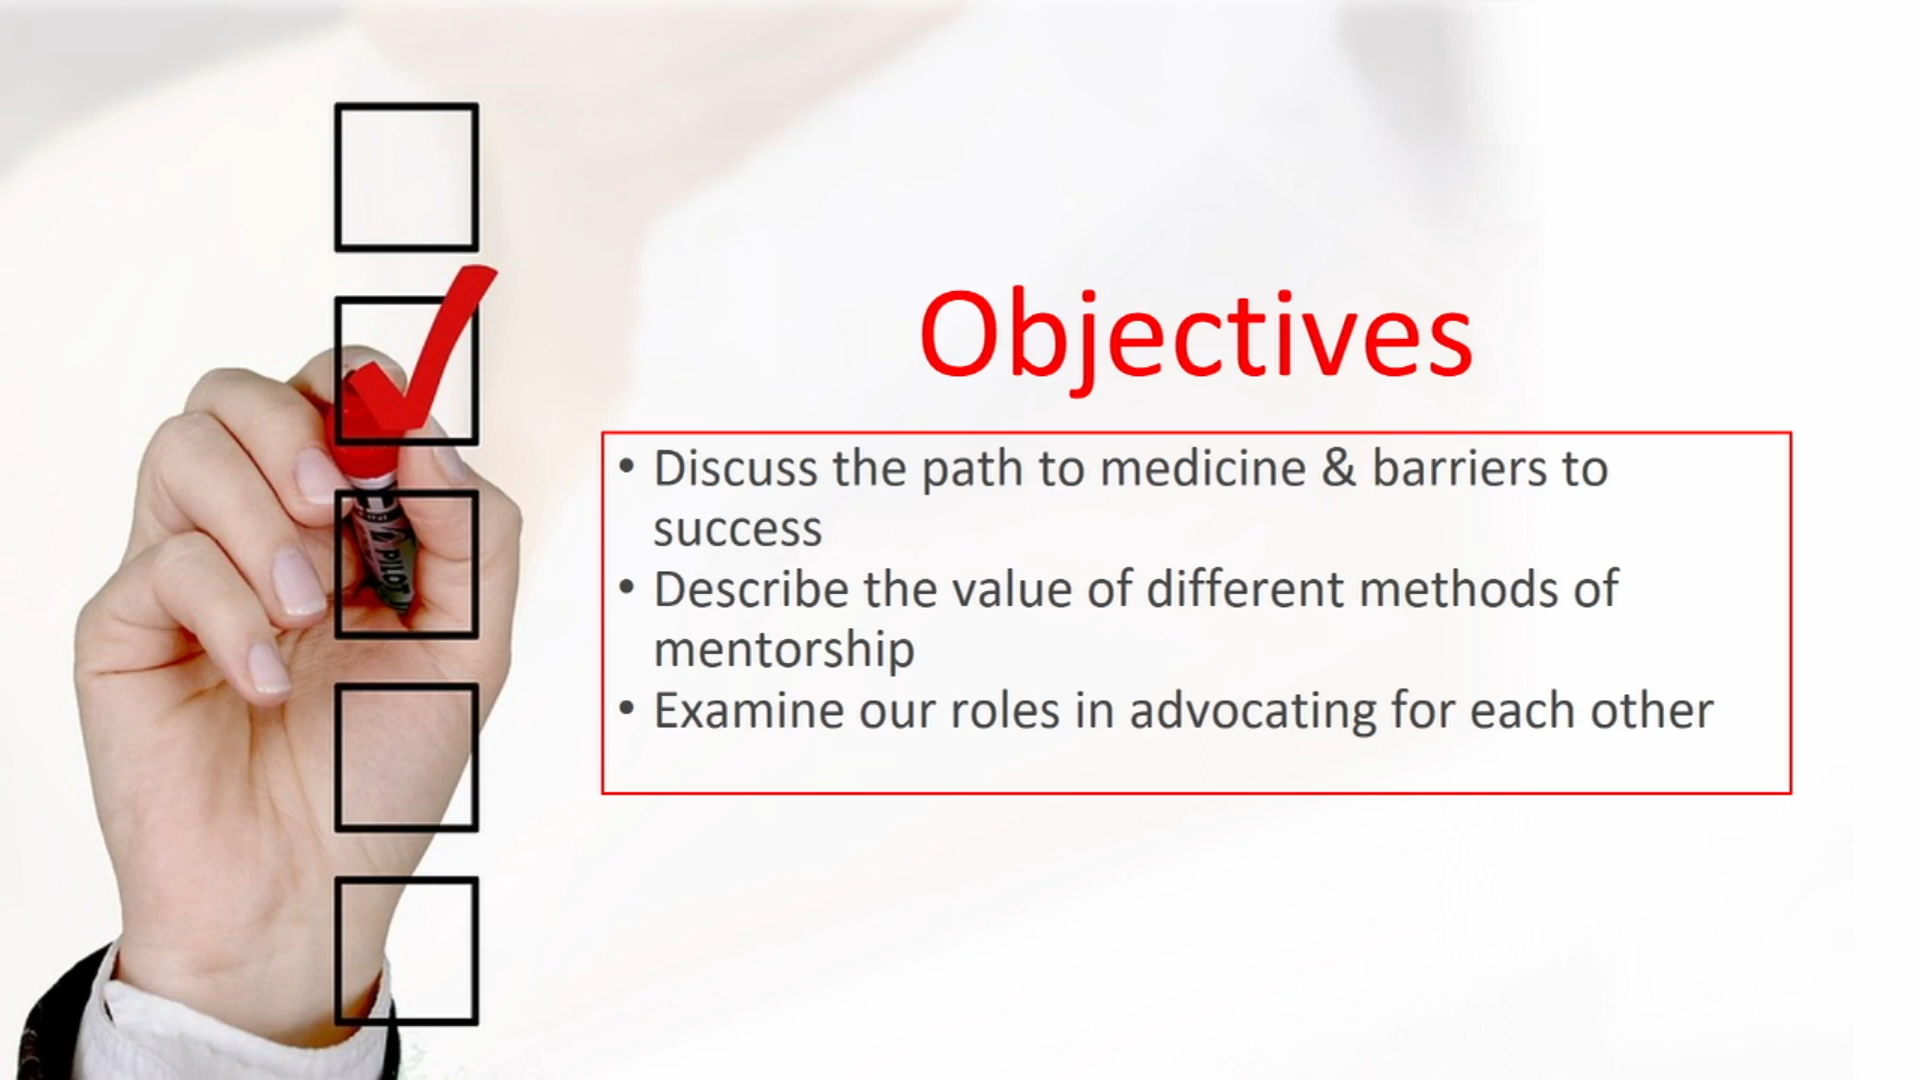 Objectives
• Discuss the path to medicine & barriers to
success
• Describe the value of different methods of
mentorship
• Examine our roles in advocating for each other
PILOT